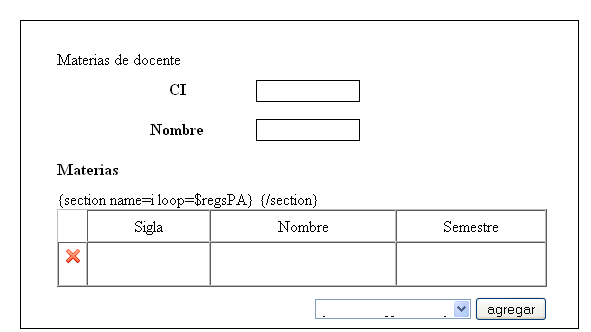 Materias de docente
CI
Nombre
Materias
{section name=i loop=$regsPA} {/section}
Sigla Nombre Semestre
agregar